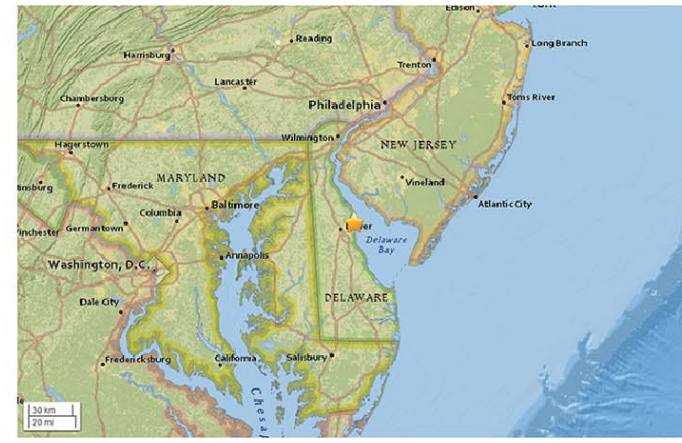 Edison
Reading
Long Branch
Harrisburg
Trenton
Lancaster
Chambersburg
Toms River
Philadelphia
Wilmington
Hagerstown
NEW JERSEY
MARYLAND
Vineland
Frederick
Baltimore
Atlantic City
Columbia
Germantown
Delaware
Bay
Annapolis
Washington, D.C.
DELAWARE
Dale City
Fredericksburg
California
Salisbury
30 km
20 mi